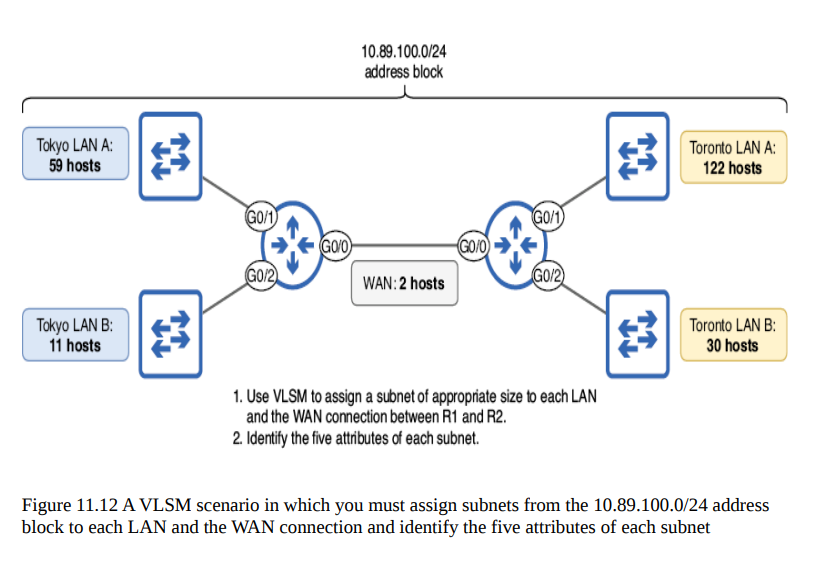 10.89.100.0/24
address block
Tokyo LAN A:
59 hosts
Toronto LAN A:
122 hosts
G0/1
G0/1
G0/0
G0/0
G0/2
G0/2
WAN: 2 hosts
Tokyo LAN B:
11 hosts
Toronto LAN B:
30 hosts
1. Use VLSM to assign a subnet of appropriate size to each LAN
and the WAN connection between R1 and R2.
2. Identify the five attributes of each subnet.
Figure 11.12 A VLSM scenario in which you must assign subnets from the 10.89.100.0/24 address
block to each LAN and the WAN connection and identify the five attributes of each subnet